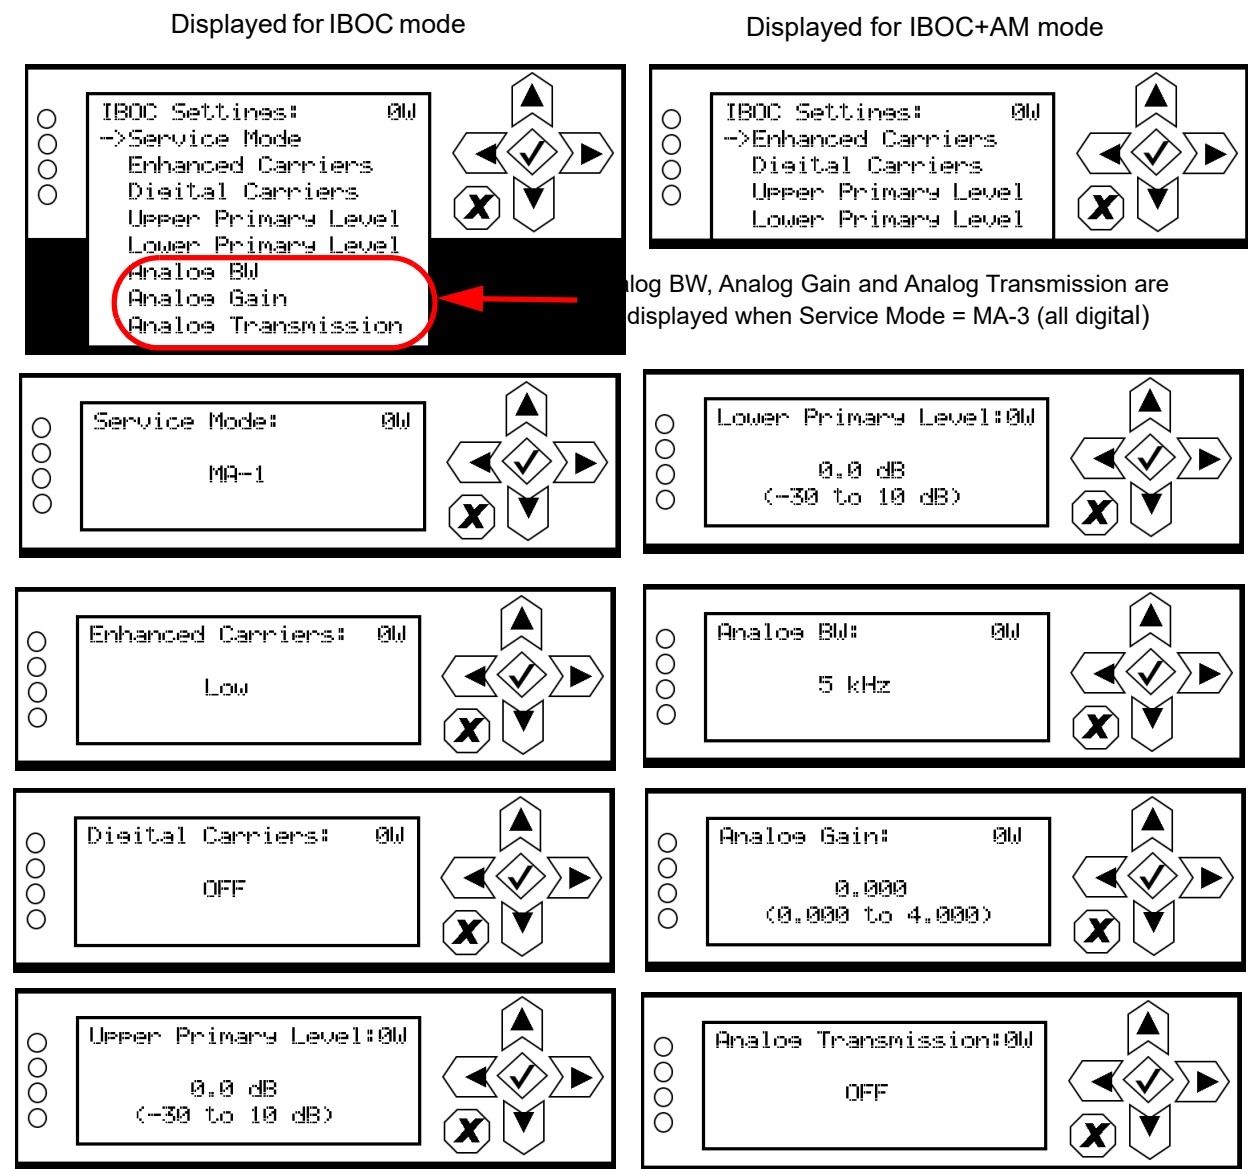 Displayed for IBOC mode
Displayed for IBOC+AM mode
IBOC Settings: 0W
->Service Mode
Enhanced Carriers
Digital Carriers
Upper Primary Level
Lower Primary Level
Analog BW
Analog Gain
Analog Transmission
IBOC Settings: 0W
->Enhanced Carriers
Digital Carriers
Upper Primary Level
Lower Primary Level
BW, Analog Gain and Analog Transmission are
displayed when Service Mode = MA-3 (all digital)
Service Mode: 0W
MA-1
Lower Primary Level:0W
0.0 dB
(-30 to 10 dB)
Enhanced Carriers: 0W
Low
Analog BW: 0W
5 kHz
Digital Carriers: 0W
OFF
Analog Gain: 0W
0.000
(0.000 to 4.000)
Upper Primary Level:0W
0.0 dB
(-30 to 10 dB)
Analog Transmission:0W
OFF